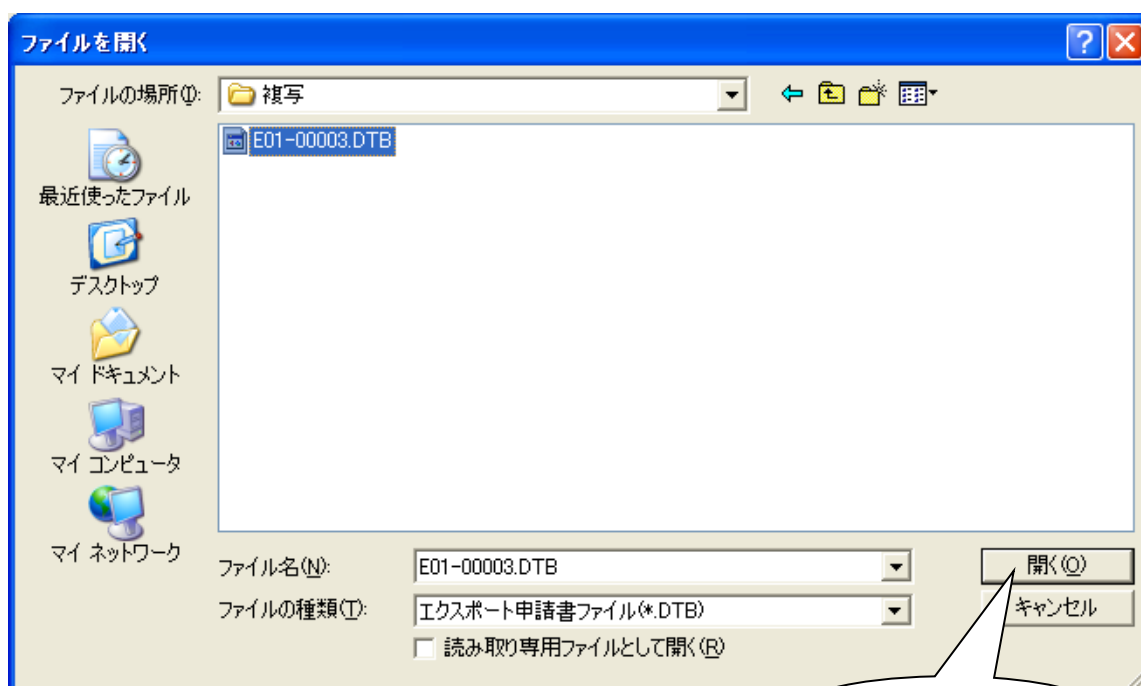 ファイルを開く
ファイルの場所(I):
複写
E01-00003.DTB
最近使ったファイル
デスクトップ
マイ ドキュメント
マイ コンピュータ
マイ ネットワーク
ファイル名(N):
E01-00003.DTB
開く(O)
ファイルの種類(T):
エクスポート申請書ファイル(*.DTB)
キャンセル
読み取り専用ファイルとして開く(R)